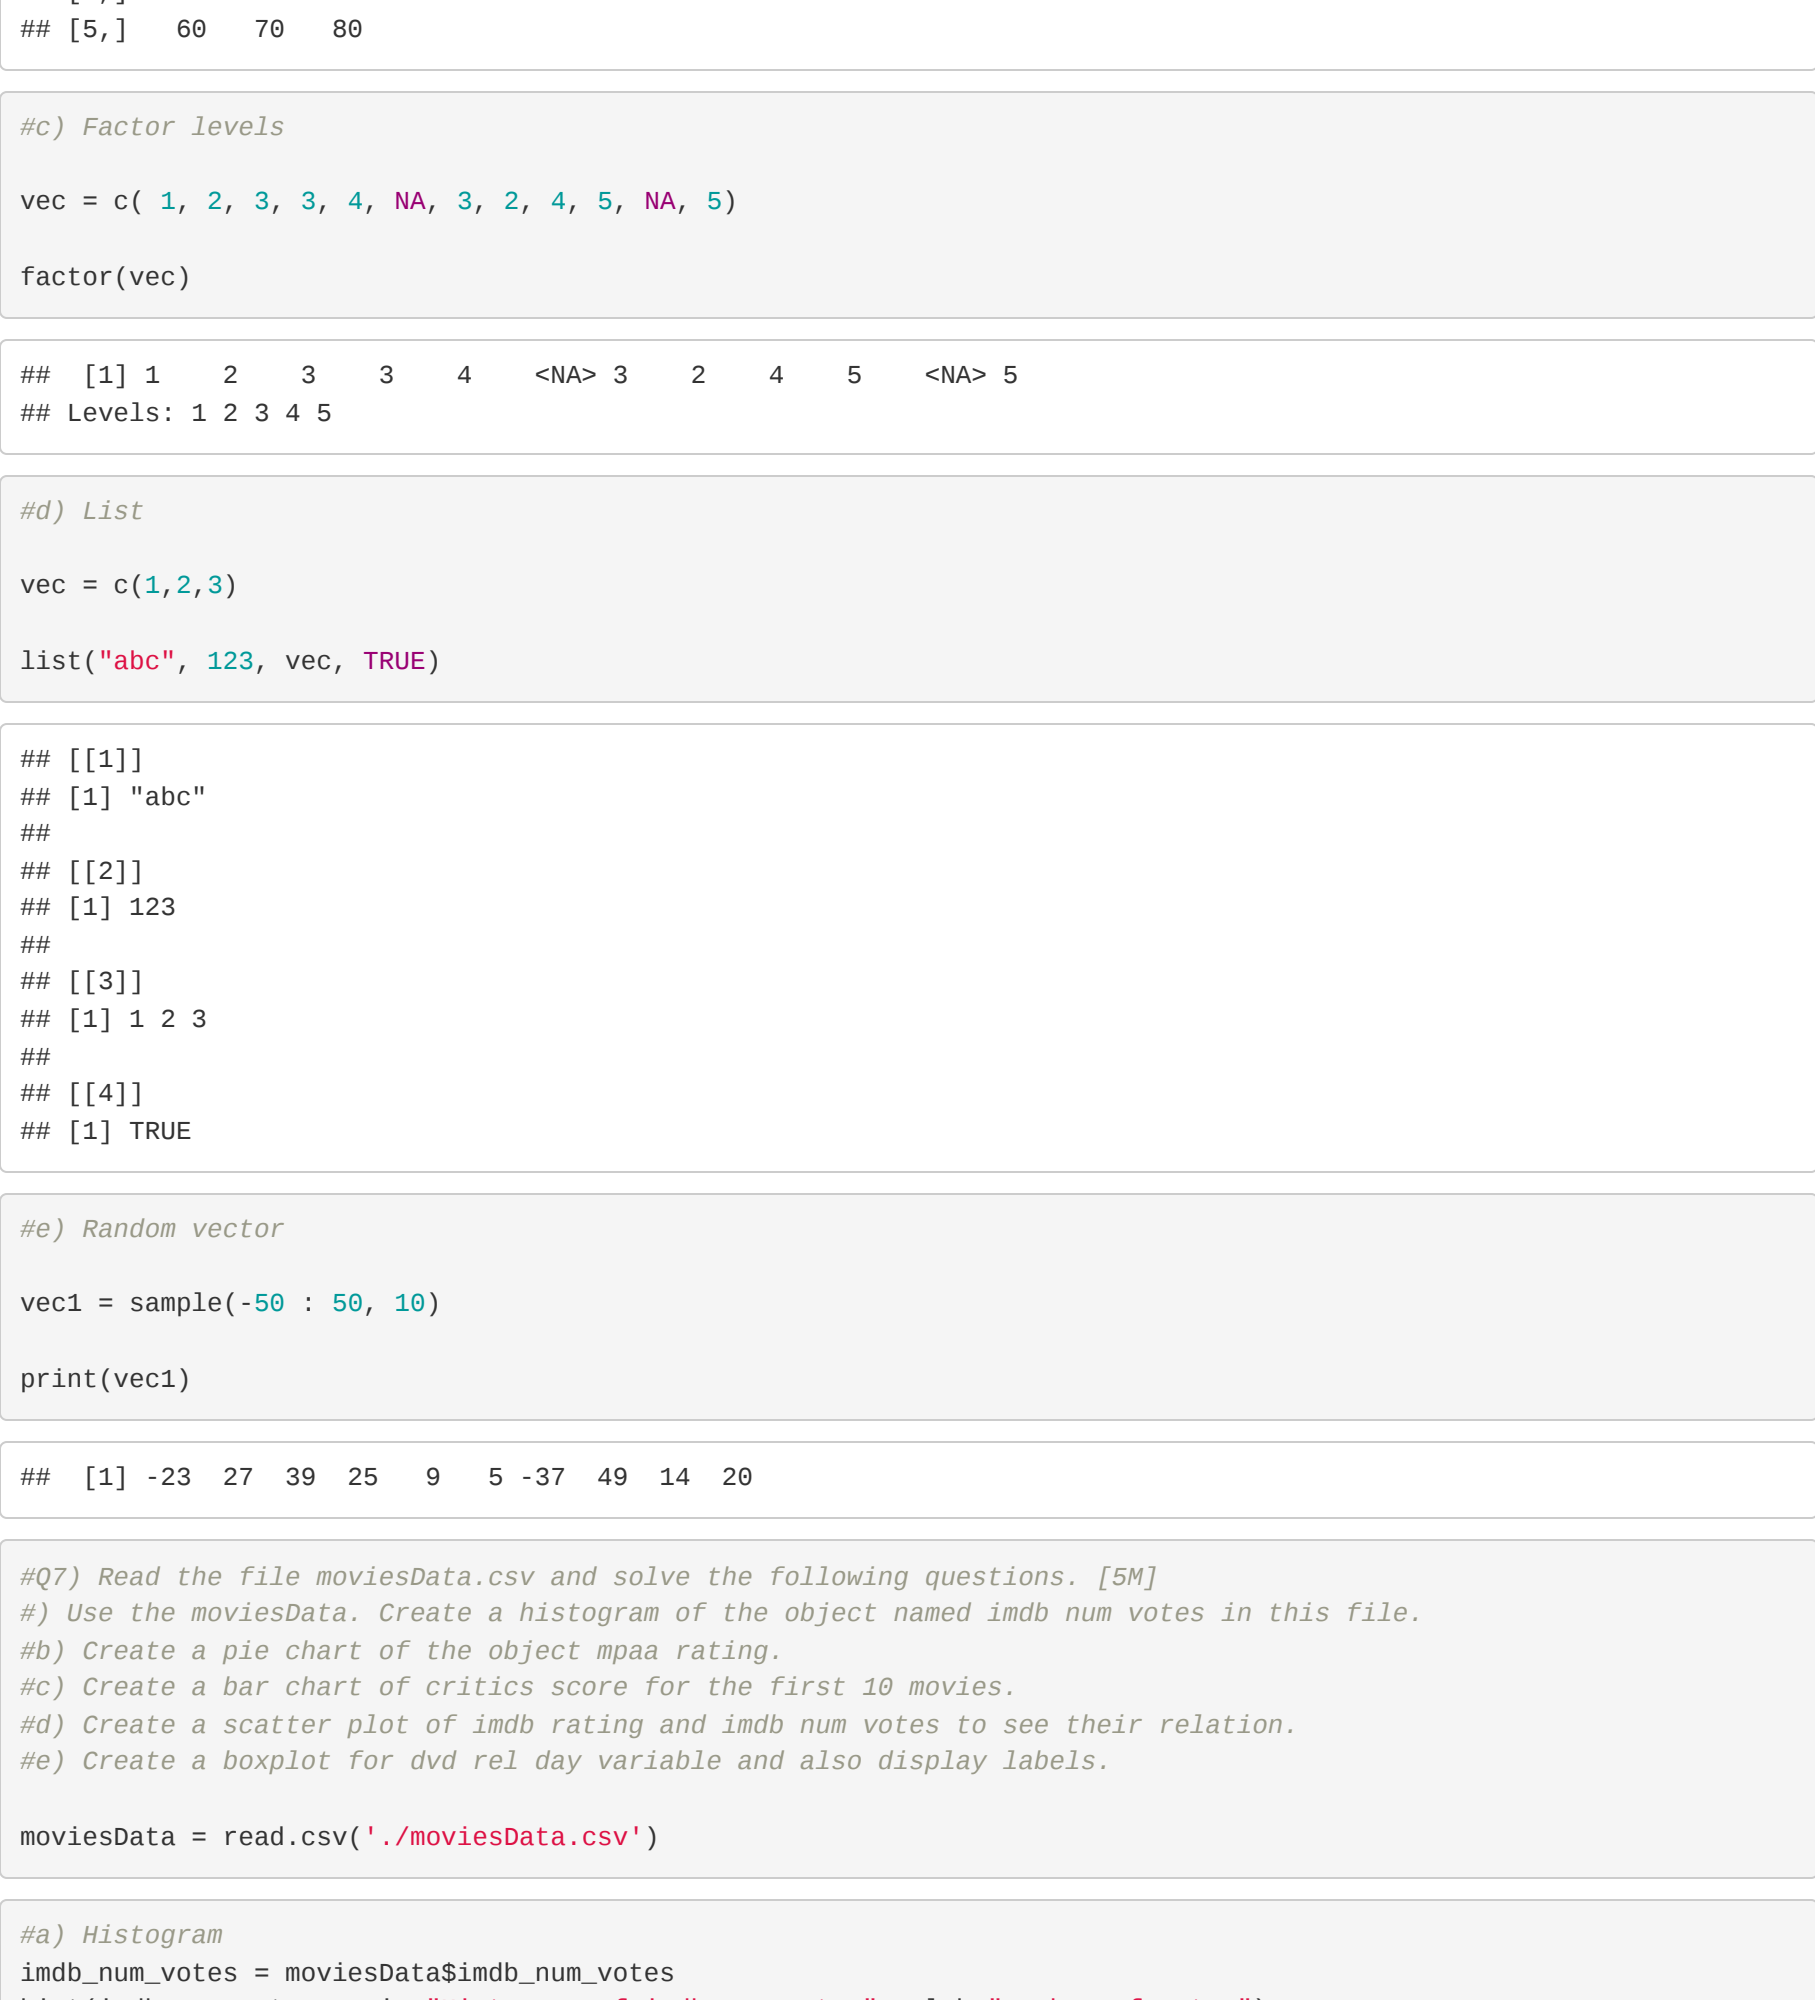 ## [5,]   60   70   80
#c) Factor levels
vec = c( 1, 2, 3, 3, 4, NA, 3, 2, 4, 5, NA, 5)
factor(vec)
##  [1] 1    2    3    3    4    <NA> 3    2    4    5    <NA> 5
## Levels: 1 2 3 4 5
#d) List
vec = c(1,2,3)
list("abc", 123, vec, TRUE)
## [[1]]
## [1] "abc"
##
## [[2]]
## [1] 123
##
## [[3]]
## [1] 1 2 3
##
## [[4]]
## [1] TRUE
#e) Random vector
vec1 = sample(-50 : 50, 10)
print(vec1)
##  [1] -23  27  39  25   9   5 -37  49  14  20
#Q7) Read the file moviesData.csv and solve the following questions. [5M]
#) Use the moviesData. Create a histogram of the object named imdb num votes in this file.
#b) Create a pie chart of the object mpaa rating.
#c) Create a bar chart of critics score for the first 10 movies.
#d) Create a scatter plot of imdb rating and imdb num votes to see their relation.
#e) Create a boxplot for dvd rel day variable and also display labels.
moviesData = read.csv('./moviesData.csv')
#a) Histogram
imdb_num_votes = moviesData$imdb_num_votes